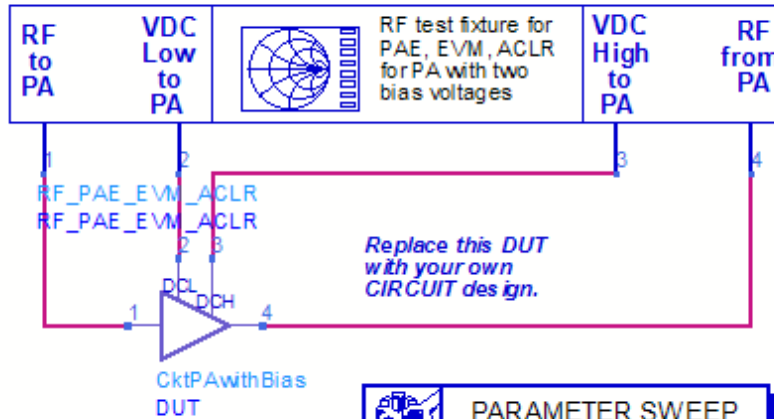 RF
to
PA
VDC
Low
to
PA
RF test fixture for
PAE, EVM, ACLR
for PA with two
bias voltages
VDC
High
to
PA
RF
from
PA
1
2
3
4
RF_PAE_EVM_ACLR
RF_PAE_EVM_ACLR
2
3
Replace this DUT
with your own
CIRCUIT design.
DCL
DCH
1
4
CktPAwithBias
DUT
PARAMETER SWEEP